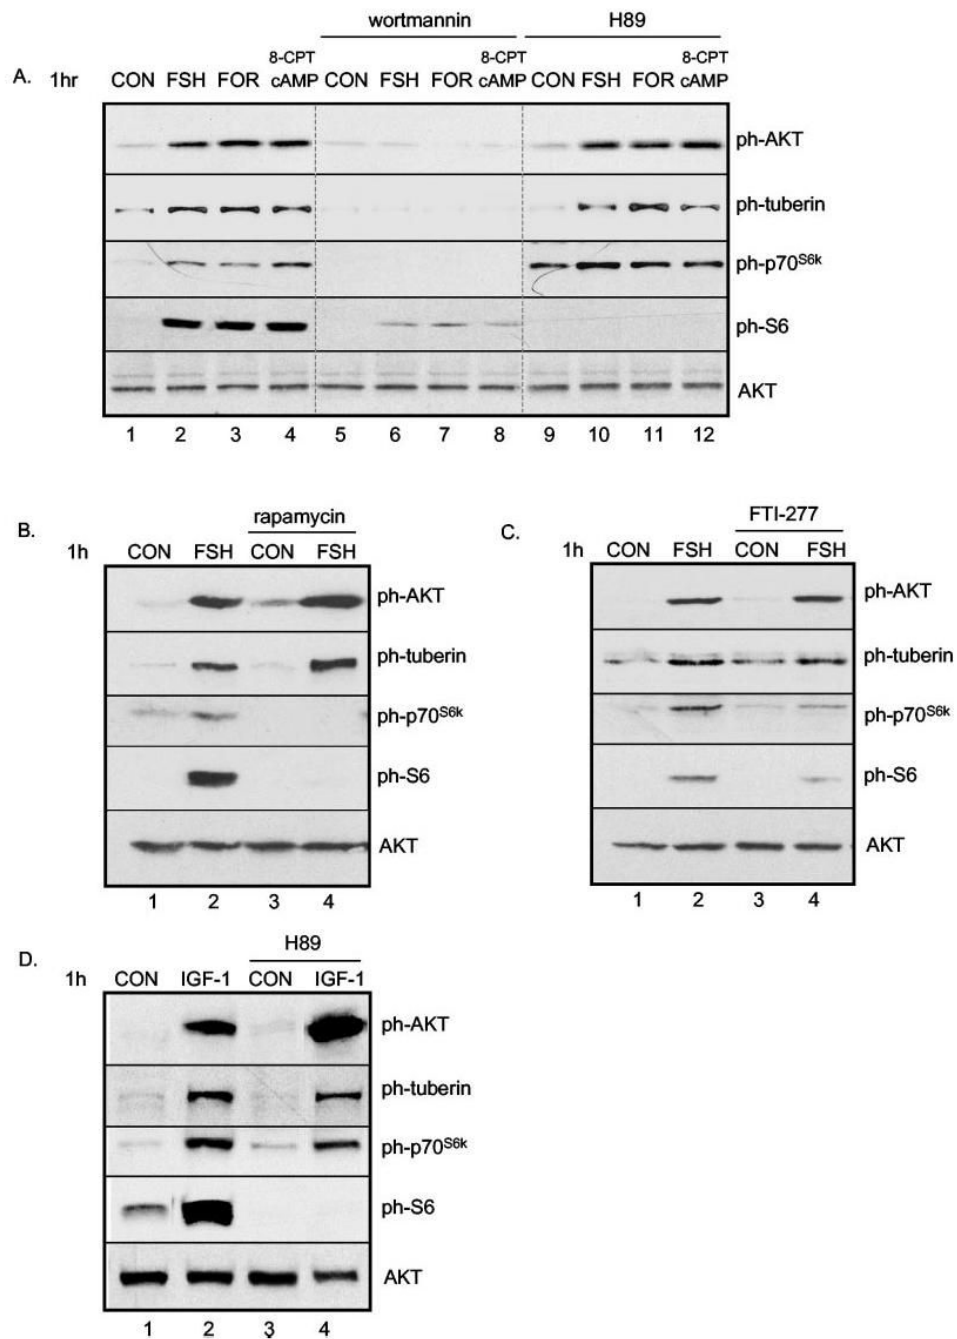 wortmannin H89
A. 1hr CON FSH FOR 8-CPT cAMP CON FSH FOR 8-CPT cAMP CON FSH FOR 8-CPT cAMP
ph-AKT
ph-tuberin
ph-p70S6k
ph-S6
AKT
1 2 3 4 5 6 7 8 9 10 11 12
B.
rapamycin
1h CON FSH CON FSH
ph-AKT
ph-tuberin
ph-p70S6k
ph-S6
AKT
1 2 3 4
C.
FTI-277
1h CON FSH CON FSH
ph-AKT
ph-tuberin
ph-p70S6k
ph-S6
AKT
1 2 3 4
D.
H89
1h CON IGF-1 CON IGF-1
ph-AKT
ph-tuberin
ph-p70S6k
ph-S6
AKT
1 2 3 4